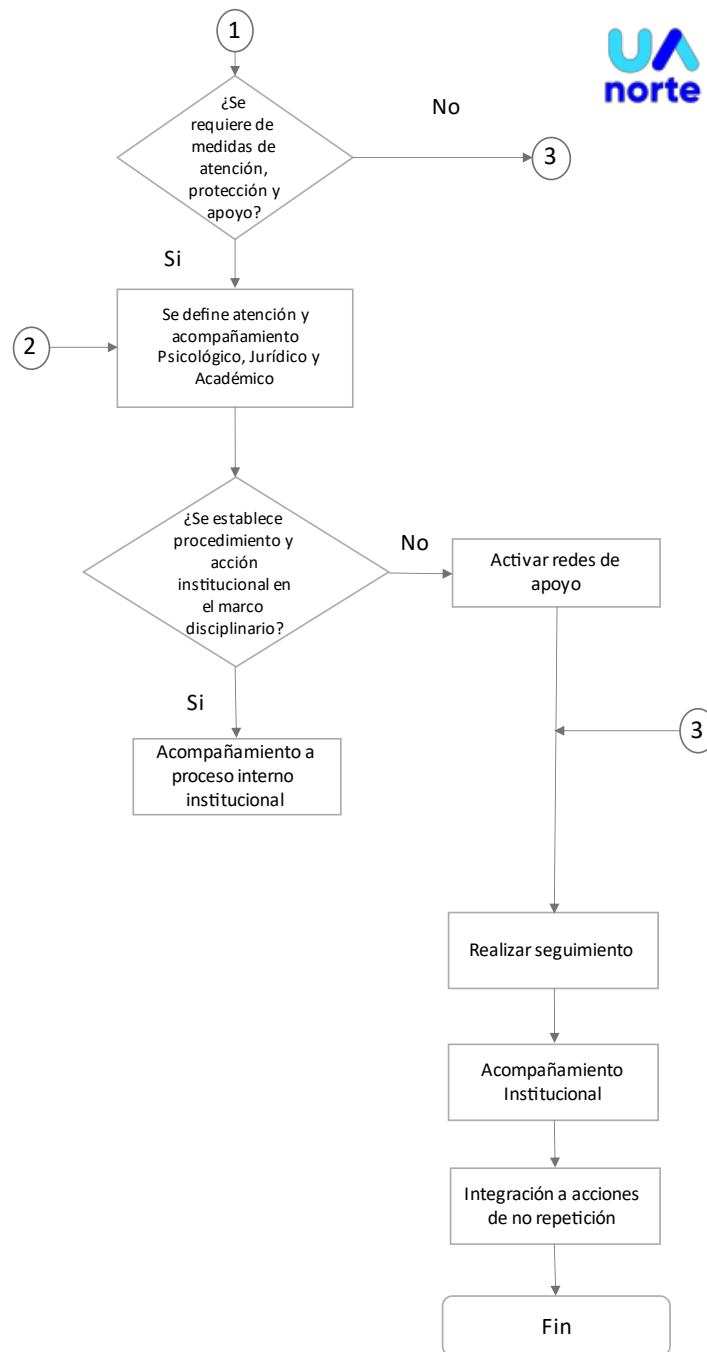 1
UA
norte
¿Se
requiere de
medidas de
atención,
protección y
apoyo?
No
3
Si
2
Se define atención y
acompañamiento
Psicológico, Jurídico y
Académico
¿Se establece
procedimiento y
acción
institucional en
el marco
disciplinario?
No
Activar redes de
apoyo
Si
Acompañamiento a
proceso interno
institucional
3
Realizar seguimiento
Acompañamiento
Institucional
Integración a acciones
de no repetición
Fin